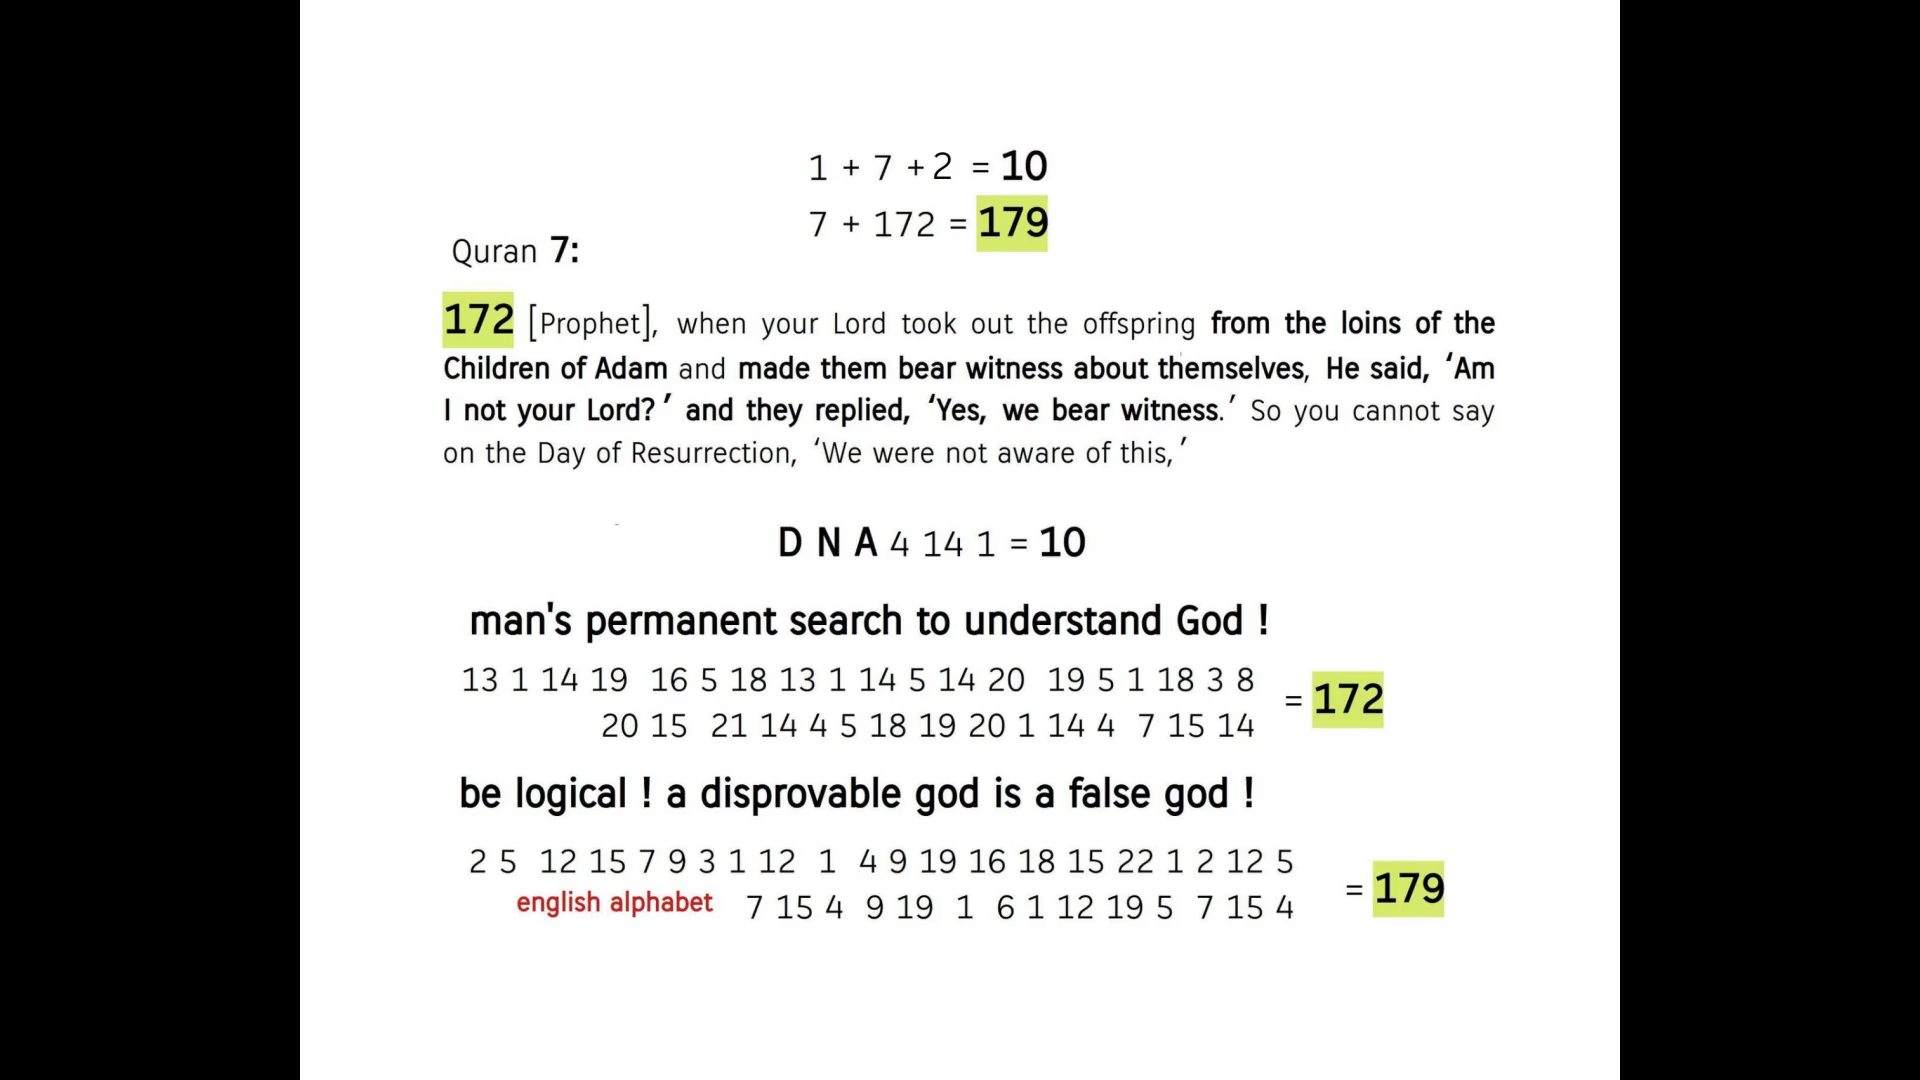 1 + 7 + 2 = 10
7 + 172 = 179
Quran 7:
172 [Prophet], when your Lord took out the offspring from the loins of the
Children of Adam and made them bear witness about themselves, He said, ‘Am
I not your Lord? ’ and they replied, ‘Yes, we bear witness.’ So you cannot say
on the Day of Resurrection, ‘We were not aware of this,’
D N A 4 14 1 = 10
man's permanent search to understand God !
13 1 14 19 16 5 18 13 1 14 5 14 20 19 5 1 18 3 8
= 172
20 15 21 14 4 5 18 19 20 1 14 4 7 15 14
be logical ! a disprovable god is a false god !
2 5 12 15 7 9 3 1 12 1 4 9 19 16 18 15 22 1 2 12 5
= 179
english alphabet 7 15 4 9 19 1 6 1 12 19 5 7 15 4